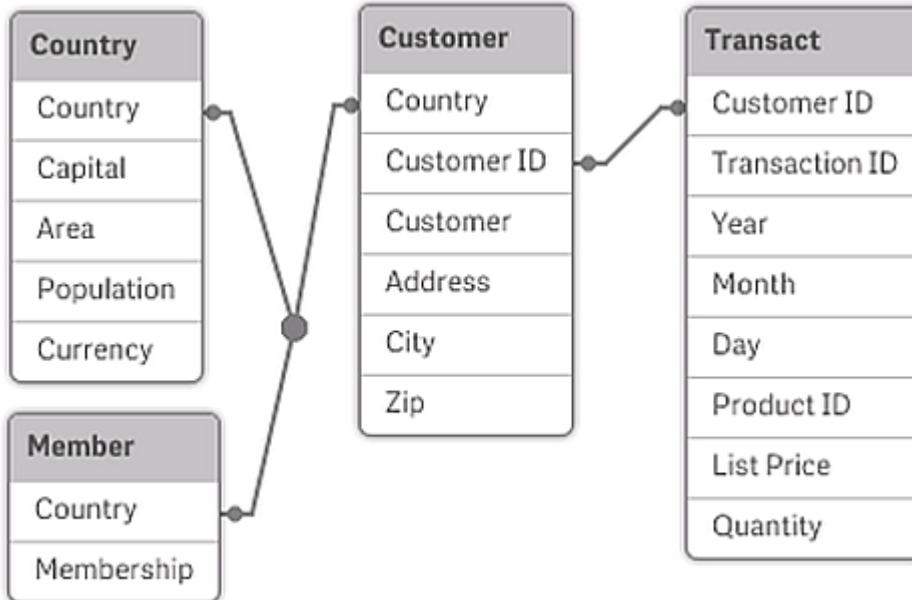 Country
Country
Capital
Area
Population
Currency
Member
Country
Membership
Customer
Country
Customer ID
Customer
Address
City
Zip
Transact
Customer ID
Transaction ID
Year
Month
Day
Product ID
List Price
Quantity